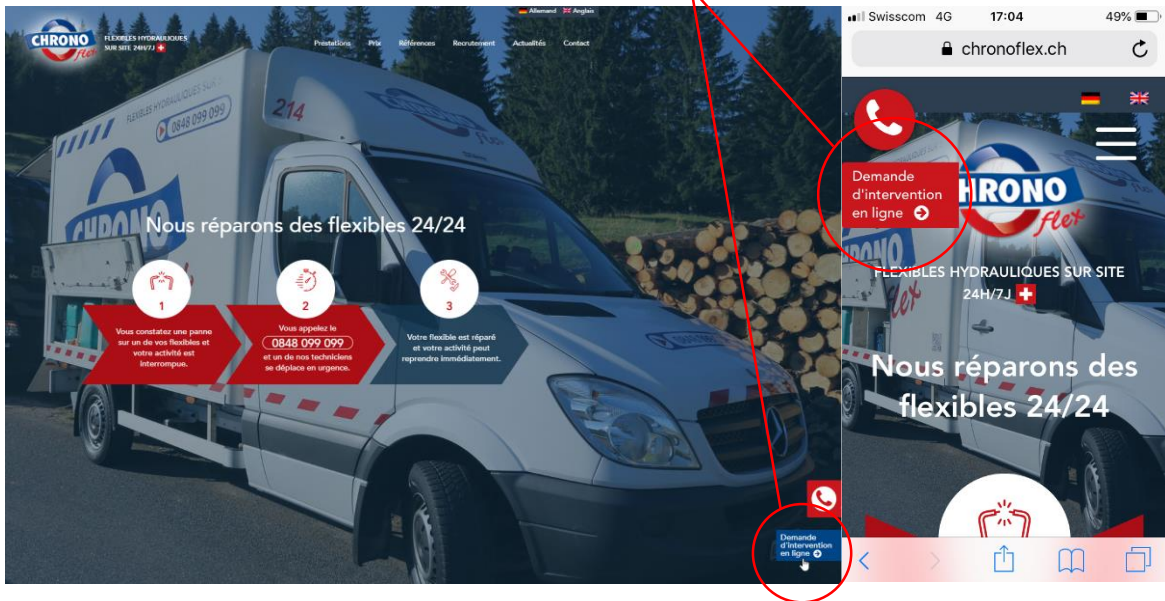 Allemand Anglais
CHRONO
flex
FLEXIBLES HYDRAULIQUES
SUR SITE 24H/7J
Prestations Prix Références Recrutement Actualités Contact
FLEXIBLES HYDRAULIQUES SUR
0848 099 099
214
CHRONO
Nous réparons des flexibles 24/24
1
Vous constatez une panne
sur un de vos flexibles et
votre activité est
interrompue.
2
Vous appelez le
0848 099 099
et un de nos techniciens
se déplace en urgence.
3
Votre flexible est réparé
et votre activité peut
reprendre immédiatement.
Demande
d'intervention
en ligne
Swisscom 4G 17:04 49%
chronoflex.ch
Demande
d'intervention
en ligne
CHRONO
flex
FLEXIBLES HYDRAULIQUES SUR SITE
24H/7J
Nous réparons des
flexibles 24/24